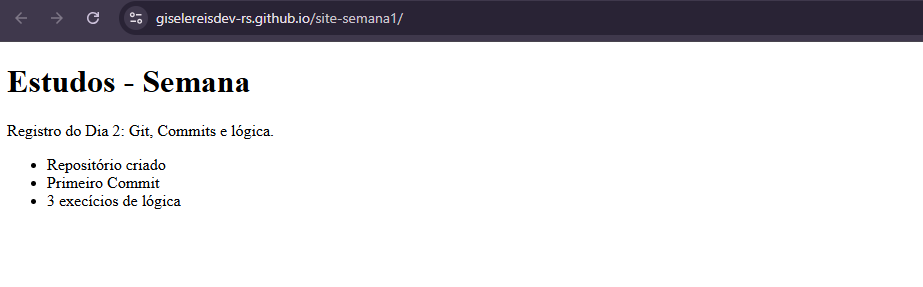 giselereisdev-rs.github.io/site-semana1/
Estudos - Semana
Registro do Dia 2: Git, Commits e lógica.
Repositório criado
Primeiro Commit
3 execícios de lógica